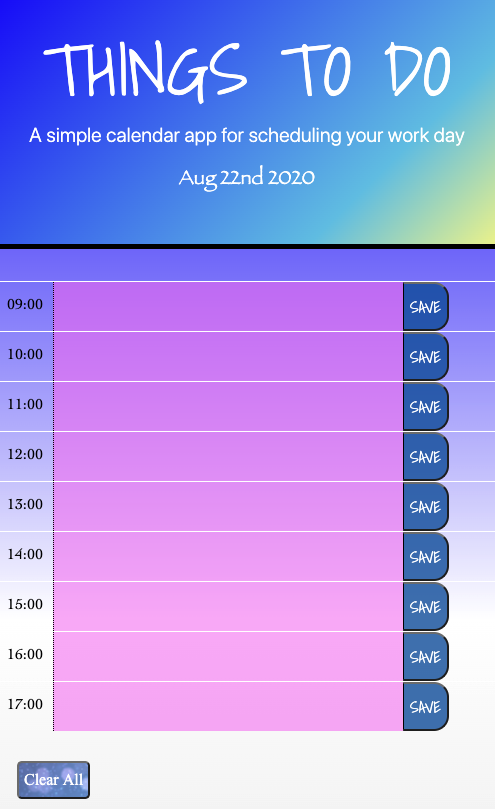 THINGS TO DO
A simple calendar app for scheduling your work day
Aug 22nd 2020
09:00 SAVE
10:00 SAVE
11:00 SAVE
12:00 SAVE
13:00 SAVE
14:00 SAVE
15:00 SAVE
16:00 SAVE
17:00 SAVE
Clear All